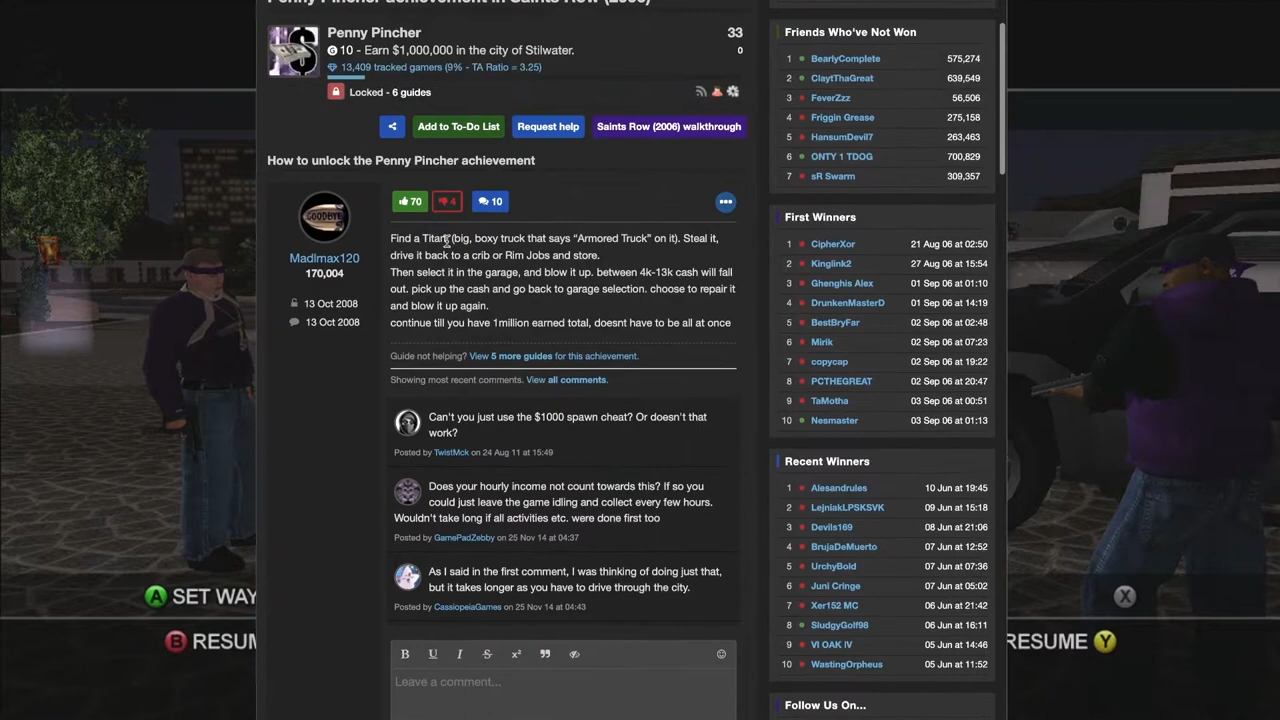 Penny Pincher achievement in Saints Row (2006)
Penny Pincher
33
G 10 - Earn $1,000,000 in the city of Stilwater.
0
13,409 tracked gamers (9% - TA Ratio = 3.25)
Locked - 6 guides
Add to To-Do List
Request help
Saints Row (2006) walkthrough
How to unlock the Penny Pincher achievement
GOODBYE
Madlmax120
170,004
13 Oct 2008
13 Oct 2008
70
4
10
Find a Titan (big, boxy truck that says “Armored Truck” on it). Steal it,
drive it back to a crib or Rim Jobs and store.
Then select it in the garage, and blow it up. between 4k-13k cash will fall
out. pick up the cash and go back to garage selection. choose to repair it
and blow it up again.
continue till you have 1million earned total, doesnt have to be all at once
Guide not helping? View 5 more guides for this achievement.
Showing most recent comments. View all comments.
Can't you just use the $1000 spawn cheat? Or doesn't that
work?
Posted by TwistMck on 24 Aug 11 at 15:49
Does your hourly income not count towards this? If so you
could just leave the game idling and collect every few hours.
Wouldn't take long if all activities etc. were done first too
Posted by GamePadZebby on 25 Nov 14 at 04:37
As I said in the first comment, I was thinking of doing just that,
but it takes longer as you have to drive through the city.
Posted by CassiopeiaGames on 25 Nov 14 at 04:43
B U I S x²
Leave a comment...
Friends Who've Not Won
1 BearlyComplete 575,274
2 ClaytThaGreat 639,549
3 FeverZzz 56,506
4 Friggin Grease 275,158
5 HansumDevil7 263,463
6 ONTY 1 TDOG 700,829
7 sR Swarm 309,357
First Winners
1 CipherXor 21 Aug 06 at 02:50
2 Kinglink2 27 Aug 06 at 15:54
3 Ghenghis Alex 01 Sep 06 at 01:10
4 DrunkenMasterD 01 Sep 06 at 14:19
5 BestBryFar 02 Sep 06 at 02:48
6 Mirik 02 Sep 06 at 07:23
7 copycap 02 Sep 06 at 19:22
8 PCTHEGREAT 02 Sep 06 at 20:47
9 TaMotha 03 Sep 06 at 00:51
10 Nesmaster 03 Sep 06 at 01:13
Recent Winners
1 Alesandrules 10 Jun at 19:45
2 LejniakLPSKSVK 09 Jun at 15:18
3 Devils169 08 Jun at 21:06
4 BrujaDeMuerto 07 Jun at 12:52
5 UrchyBold 07 Jun at 07:36
6 Juni Cringe 07 Jun at 05:02
7 Xer152 MC 06 Jun at 21:42
8 SludgyGolf98 06 Jun at 16:11
9 VI OAK IV 05 Jun at 14:46
10 WastingOrpheus 05 Jun at 11:52
Follow Us On...
A SET WAY
X
B RESUM
RESUME Y